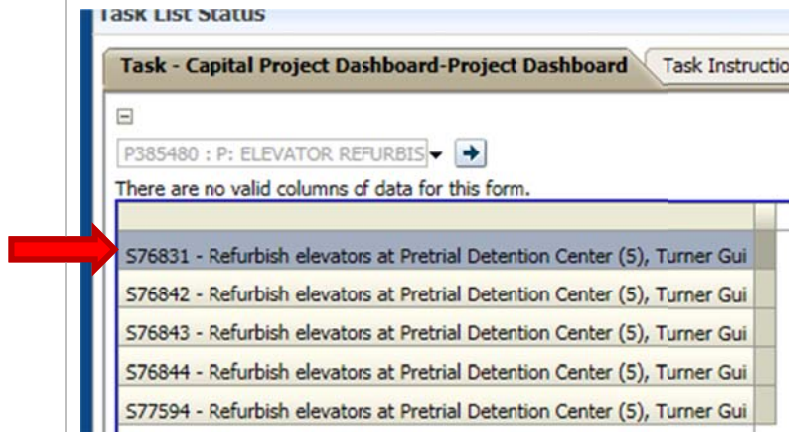 Task List Status
Task - Capital Project Dashboard-Project Dashboard Task Instructio
P385480 : P: ELEVATOR REFURBIS
There are no valid columns of data for this form.
S76831 - Refurbish elevators at Pretrial Detention Center (5), Turner Gui
S76842 - Refurbish elevators at Pretrial Detention Center (5), Turner Gui
S76843 - Refurbish elevators at Pretrial Detention Center (5), Turner Gui
S76844 - Refurbish elevators at Pretrial Detention Center (5), Turner Gui
S77594 - Refurbish elevators at Pretrial Detention Center (5), Turner Gui